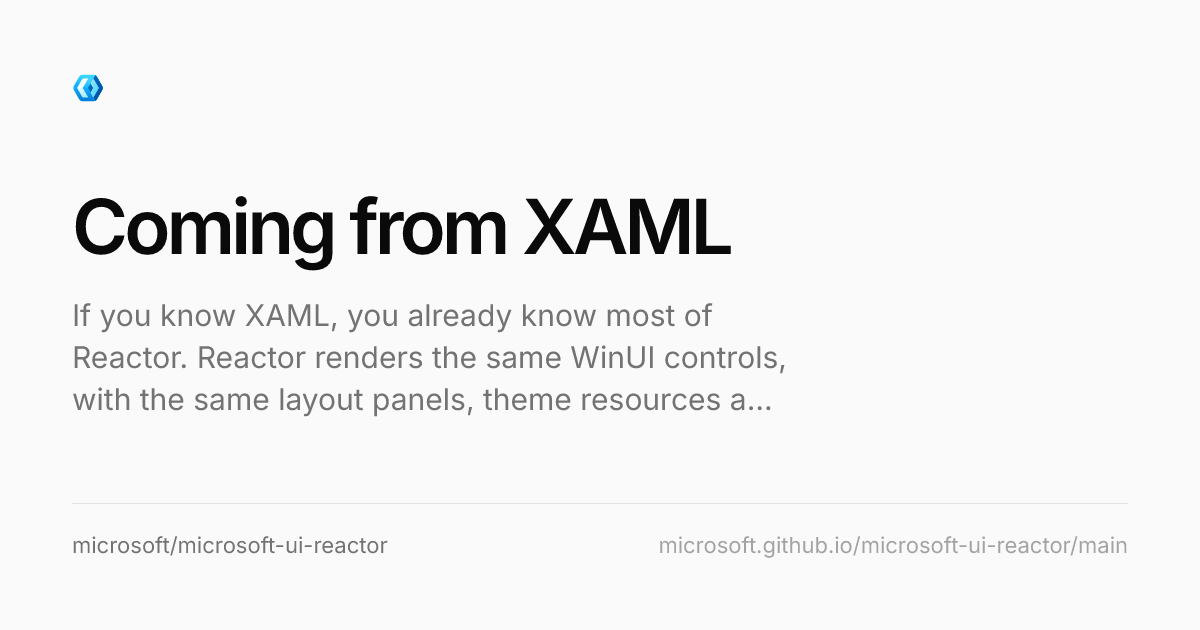 Coming from XAML
If you know XAML, you already know most of
Reactor. Reactor renders the same WinUI controls,
with the same layout panels, theme resources a...
microsoft/microsoft-ui-reactor
microsoft.github.io/microsoft-ui-reactor/main